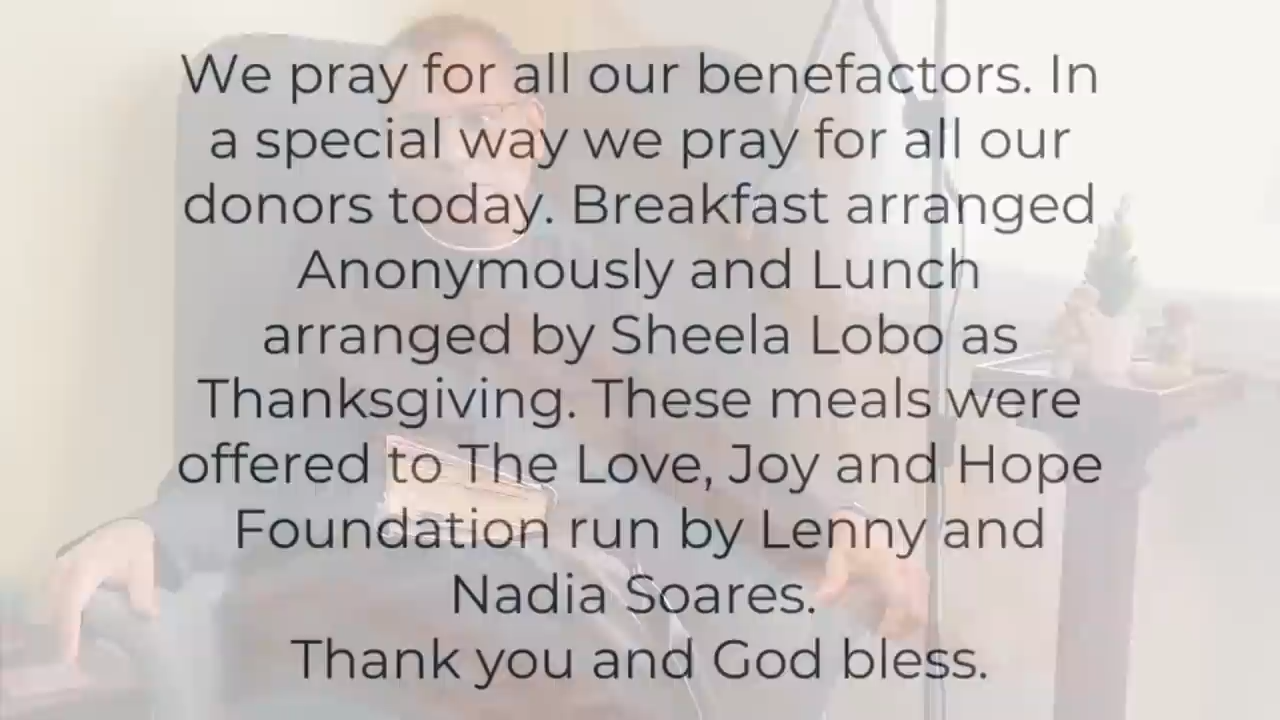 We pray for all our benefactors. In
a special way we pray for all our
donors today. Breakfast arranged
Anonymously and Lunch
arranged by Sheela Lobo as
Thanksgiving. These meals were
offered to The Love, Joy and Hope
Foundation run by Lenny and
Nadia Soares.
Thank you and God bless.